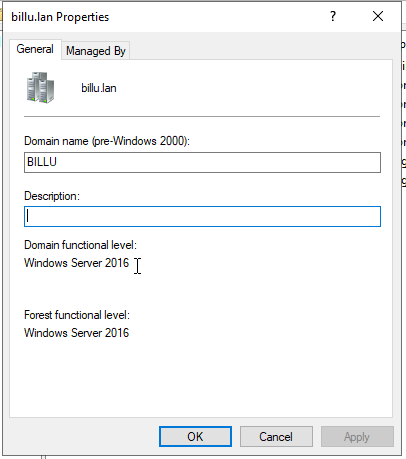 billu.lan Properties
?
General
Managed By
billu.lan
Domain name (pre-Windows 2000):
BILLU
Description:
Domain functional level:
Windows Server 2016
Forest functional level:
Windows Server 2016
OK
Cancel
Apply